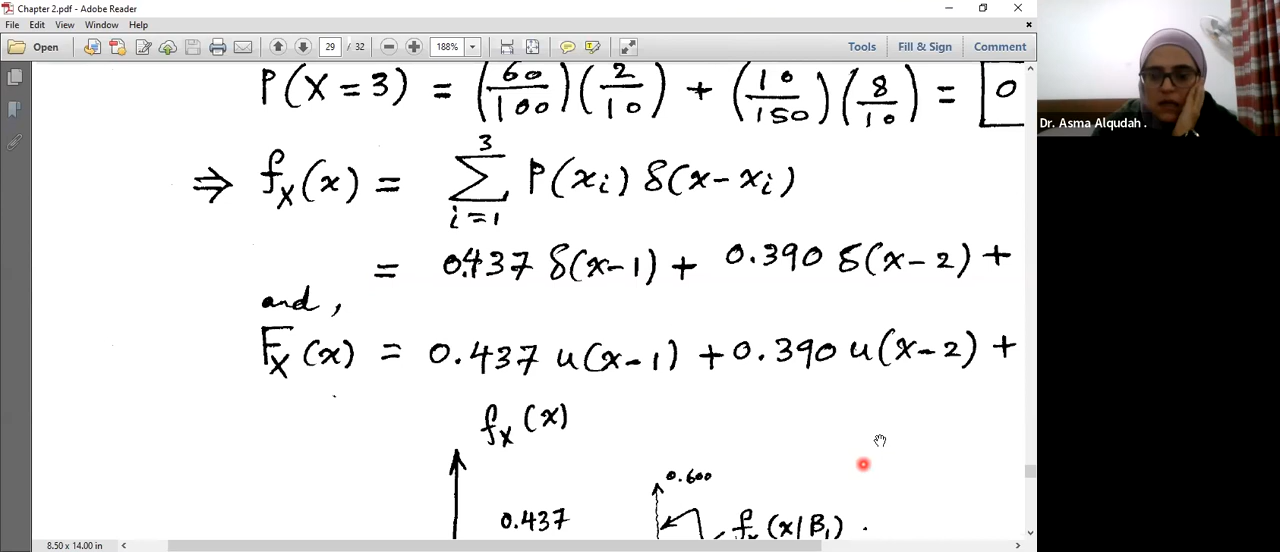 Chapter 2.pdf - Adobe Reader
File Edit View Window Help
Open 29 / 32 188% Tools Fill & Sign Comment
P(X = 3) = (60/100)(2/10) + (10/150)(8/10) = 0
⇒ fₓ(x) = ∑ᵢ₌₁³ P(xᵢ) δ(x-xᵢ)
= 0.437 δ(x-1) + 0.390 δ(x-2) +
and,
Fₓ(x) = 0.437 u(x-1) + 0.390 u(x-2) +
fₓ(x)
0.600
0.437 fₓ(x/B₁)
8.50 x 14.00 in
Dr. Asma Alqudah .